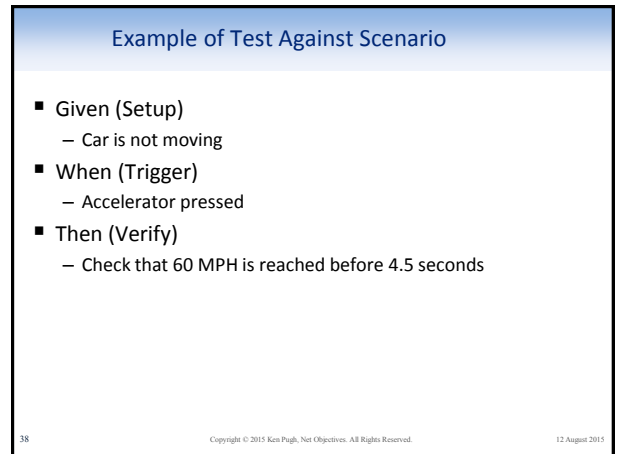 Example of Test Against Scenario
▪ Given (Setup)
– Car is not moving
▪ When (Trigger)
– Accelerator pressed
▪ Then (Verify)
– Check that 60 MPH is reached before 4.5 seconds
38 Copyright © 2015 Ken Pugh, Net Objectives. All Rights Reserved. 12 August 2015